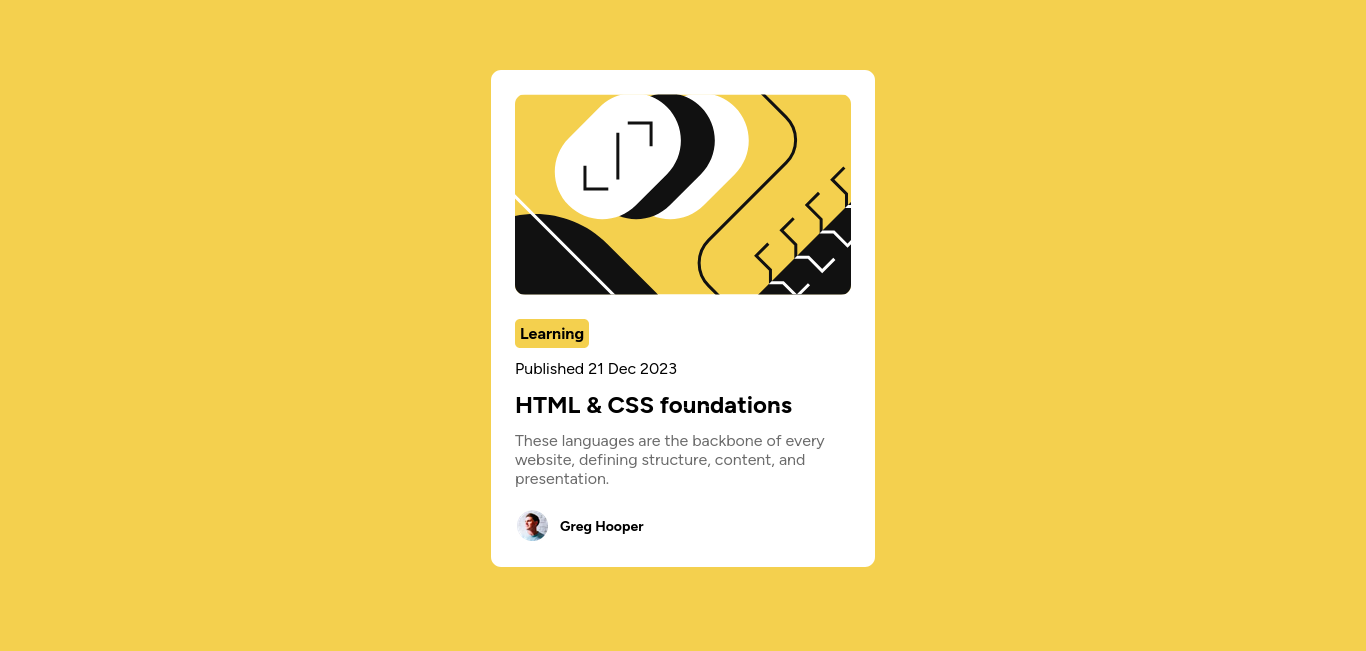 Learning
Published 21 Dec 2023
HTML & CSS foundations
These languages are the backbone of every
website, defining structure, content, and
presentation.
Greg Hooper